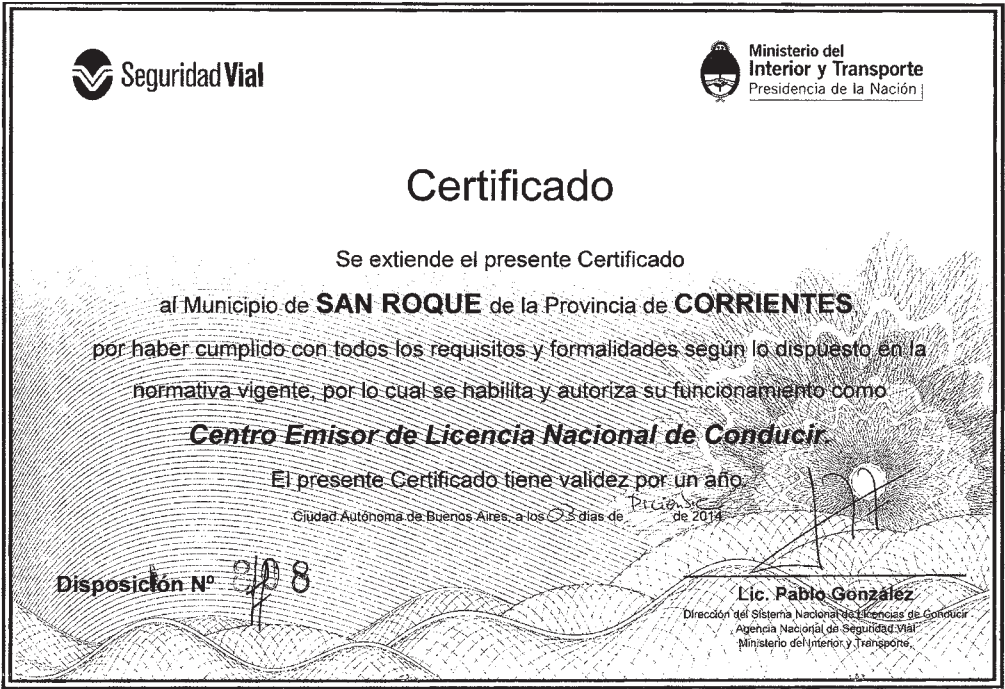 Seguridad Vial
Ministerio del
Interior y Transporte
Presidencia de la Nación
Certificado
Se extiende el presente Certificado
al Municipio de SAN ROQUE de la Provincia de CORRIENTES
por haber cumplido con todos los requisitos y formalidades según lo dispuesto en la
normativa vigente, por lo cual se habilita y autoriza su funcionamiento como
Centro Emisor de Licencia Nacional de Conducir.
El presente Certificado tiene validez por un año.
Ciudad Autónoma de Buenos Aires, a los 03 días de Diciembre de 2014
Disposición Nº 8
Lic. Pablo González
Dirección del Sistema Nacional de Licencias de Conducir
Agencia Nacional de Seguridad Vial
Ministerio del Interior y Transporte